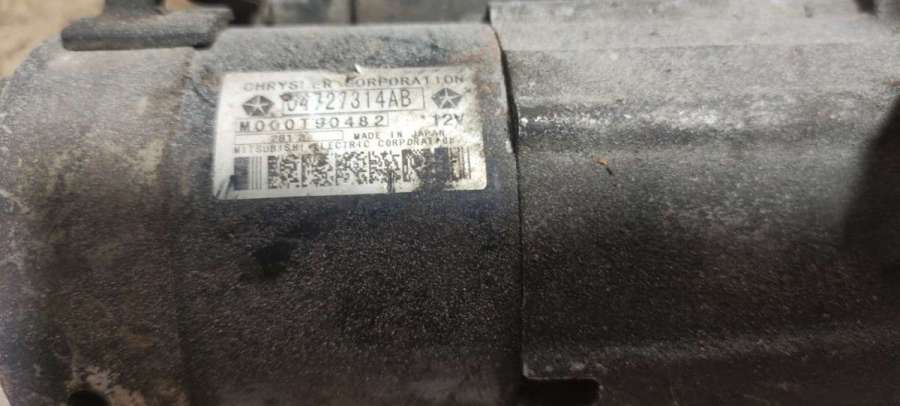 CHRYSLER CORPORATION
04727314AB
M000T90482 12V
MADE IN JAPAN
MITSUBISHI ELECTRIC CORPORATION